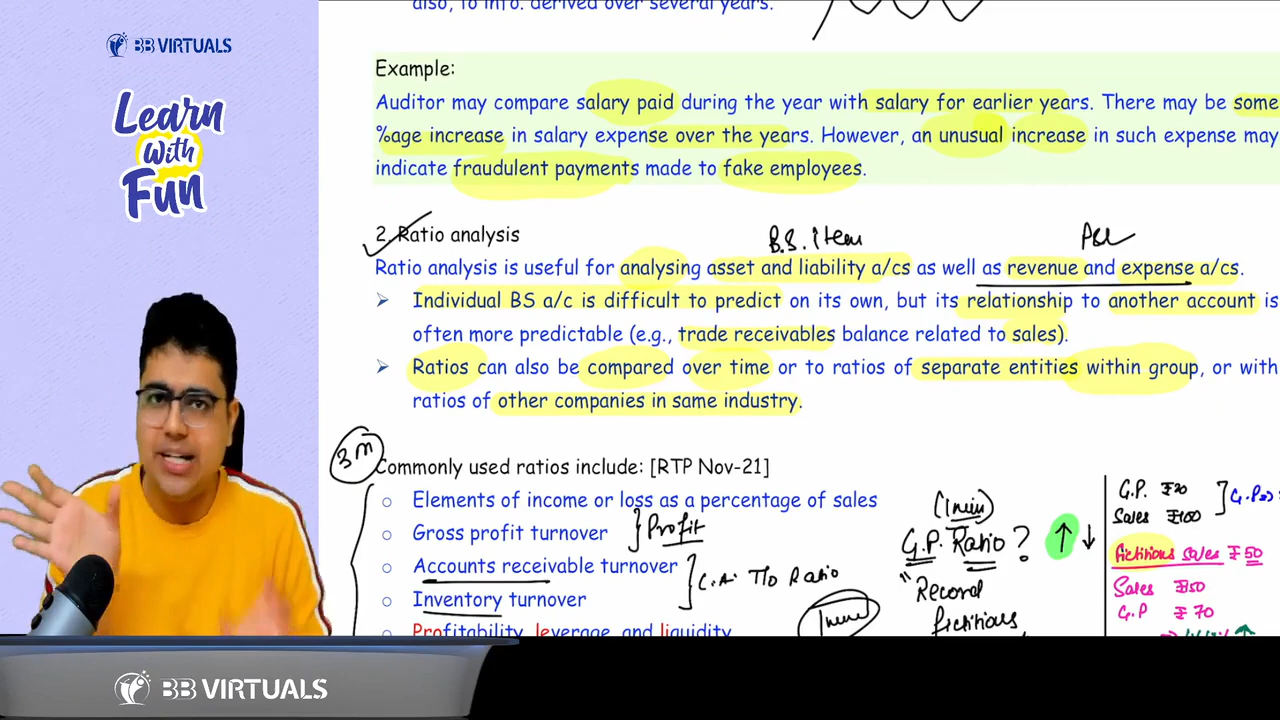 BB VIRTUALS
Learn
With
Fun
also, to info. derived over several years.
Example:
Auditor may compare salary paid during the year with salary for earlier years. There may be some
%age increase in salary expense over the years. However, an unusual increase in such expense may
indicate fraudulent payments made to fake employees.
2. Ratio analysis
B.S. item
P&L
Ratio analysis is useful for analysing asset and liability a/cs as well as revenue and expense a/cs.
➤ Individual BS a/c is difficult to predict on its own, but its relationship to another account is
often more predictable (e.g., trade receivables balance related to sales).
➤ Ratios can also be compared over time or to ratios of separate entities within group, or with
ratios of other companies in same industry.
3m
Commonly used ratios include: [RTP Nov-21]
o Elements of income or loss as a percentage of sales
o Gross profit turnover
Profit
o Accounts receivable turnover
C.A. T/o Ratio
o Inventory turnover
o Profitability, leverage, and liquidity
(1 min)
G.P. Ratio? ↑ ↓
"Record
fictitious
G.P. ₹20
Sales ₹100
fictitious sales ₹ 50
Sales ₹150
G.P ₹ 70
BB VIRTUALS